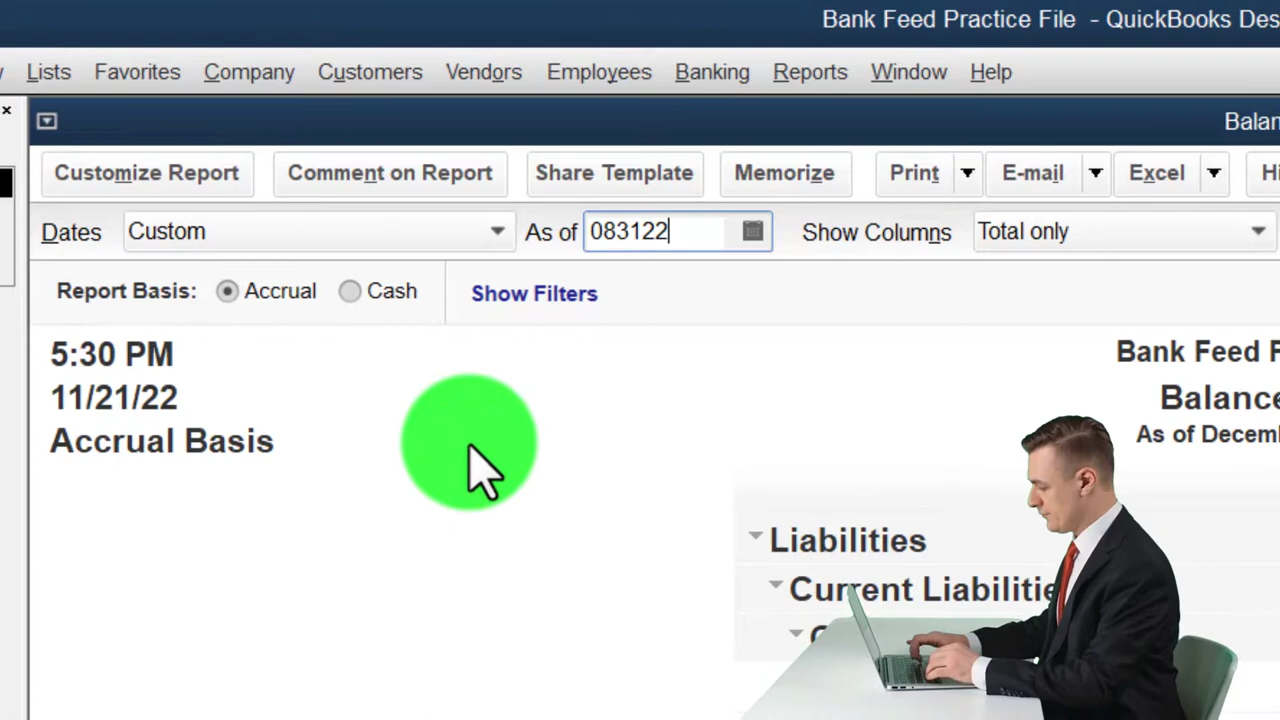 Bank Feed Practice File - QuickBooks Des
Lists Favorites Company Customers Vendors Employees Banking Reports Window Help
Balan
Customize Report Comment on Report Share Template Memorize Print E-mail Excel Hi
Dates Custom As of 083122 Show Columns Total only
Report Basis: Accrual Cash Show Filters
5:30 PM
11/21/22
Accrual Basis
Bank Feed F
Balance
As of Decem
Liabilities
Current Liabilitie